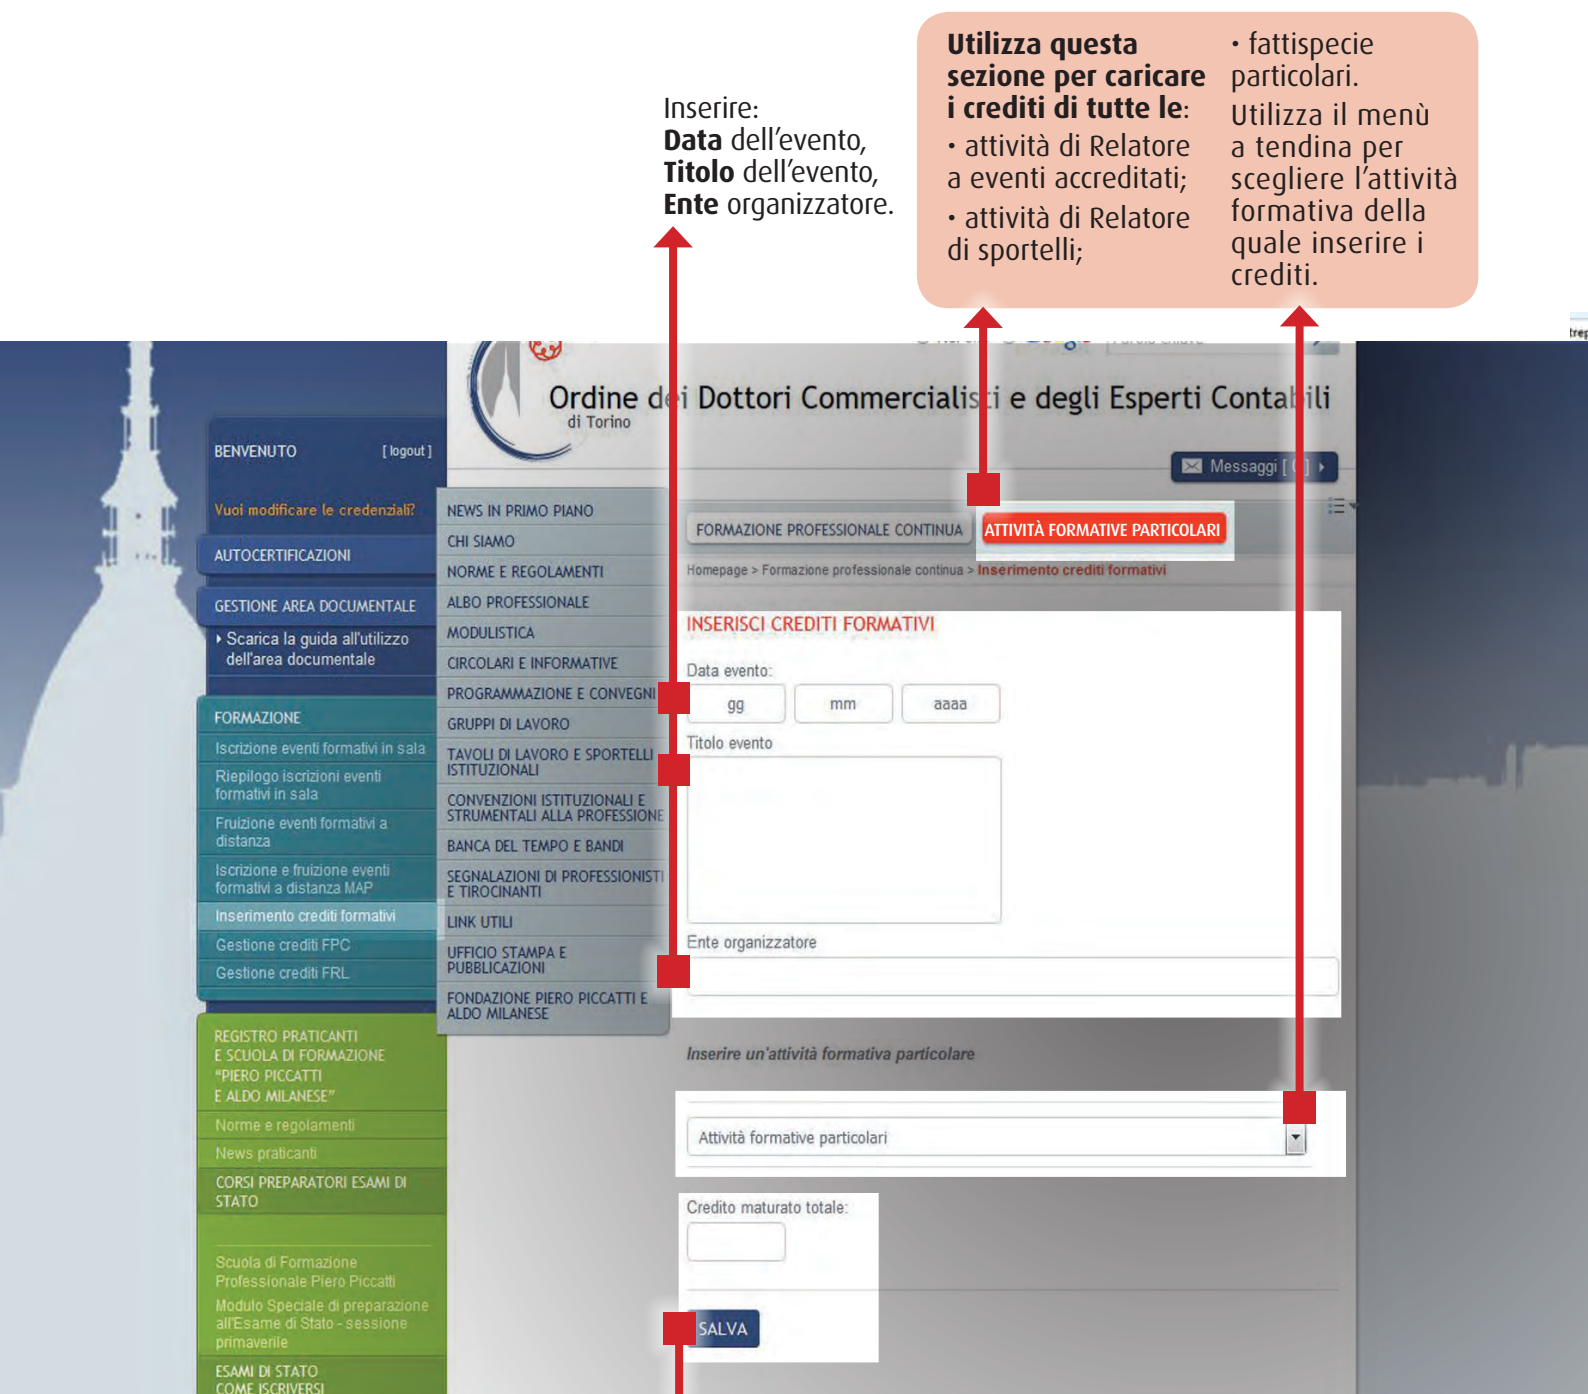 Utilizza questa
sezione per caricare
i crediti di tutte le:
• attività di Relatore
a eventi accreditati;
• attività di Relatore
di sportelli;
• fattispecie
particolari.
Utilizza il menù
a tendina per
scegliere l'attività
formativa della
quale inserire i
crediti.
Inserire:
Data dell'evento,
Titolo dell'evento,
Ente organizzatore.
Ordine dei Dottori Commercialisti e degli Esperti Contabili
di Torino
Messaggi [ 0 ]
BENVENUTO [ logout ]
Vuoi modificare le credenziali?
AUTOCERTIFICAZIONI
GESTIONE AREA DOCUMENTALE
Scarica la guida all'utilizzo
dell'area documentale
FORMAZIONE
Iscrizione eventi formativi in sala
Riepilogo iscrizioni eventi
formativi in sala
Fruizione eventi formativi a
distanza
Iscrizione e fruizione eventi
formativi a distanza MAP
Inserimento crediti formativi
Gestione crediti FPC
Gestione crediti FRL
REGISTRO PRATICANTI
E SCUOLA DI FORMAZIONE
"PIERO PICCATTI
E ALDO MILANESE"
Norme e regolamenti
News praticanti
CORSI PREPARATORI ESAMI DI
STATO
Scuola di Formazione
Professionale Piero Piccatti
Modulo Speciale di preparazione
all'Esame di Stato - sessione
primaverile
ESAMI DI STATO
COME ISCRIVERSI
NEWS IN PRIMO PIANO
CHI SIAMO
NORME E REGOLAMENTI
ALBO PROFESSIONALE
MODULISTICA
CIRCOLARI E INFORMATIVE
PROGRAMMAZIONE E CONVEGNI
GRUPPI DI LAVORO
TAVOLI DI LAVORO E SPORTELLI
ISTITUZIONALI
CONVENZIONI ISTITUZIONALI E
STRUMENTALI ALLA PROFESSIONE
BANCA DEL TEMPO E BANDI
SEGNALAZIONI DI PROFESSIONISTI
E TIROCINANTI
LINK UTILI
UFFICIO STAMPA E
PUBBLICAZIONI
FONDAZIONE PIERO PICCATTI E
ALDO MILANESE
FORMAZIONE PROFESSIONALE CONTINUA
ATTIVITÀ FORMATIVE PARTICOLARI
Homepage > Formazione professionale continua > Inserimento crediti formativi
INSERISCI CREDITI FORMATIVI
Data evento:
gg mm aaaa
Titolo evento
Ente organizzatore
Inserire un'attività formativa particolare
Attività formative particolari
Credito maturato totale:
SALVA